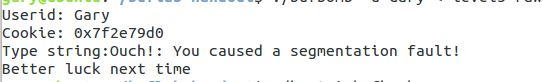 Userid: Gary
Cookie: 0x7f2e79d0
Type string:Ouch!: You caused a segmentation fault!
Better luck next time